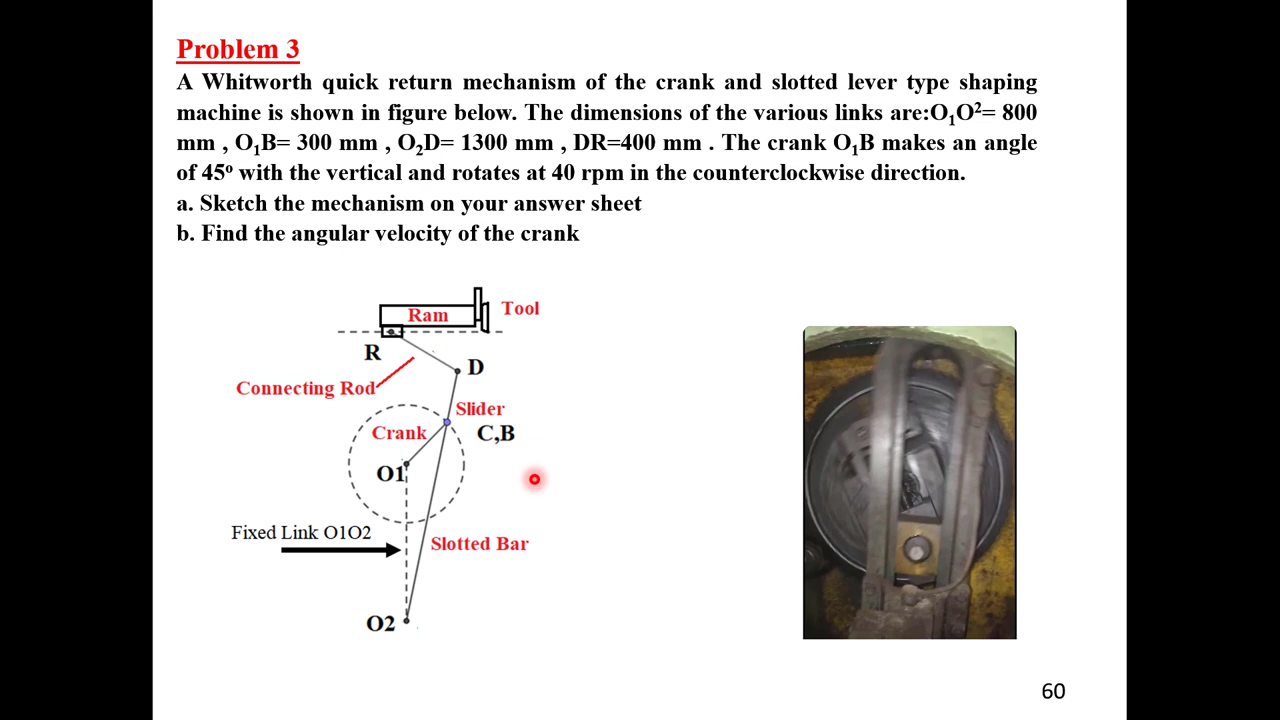 Problem 3
A Whitworth quick return mechanism of the crank and slotted lever type shaping
machine is shown in figure below. The dimensions of the various links are:O₁O²= 800
mm , O₁B= 300 mm , O₂D= 1300 mm , DR=400 mm . The crank O₁B makes an angle
of 45º with the vertical and rotates at 40 rpm in the counterclockwise direction.
a. Sketch the mechanism on your answer sheet
b. Find the angular velocity of the crank
Tool
Ram
R
D
Connecting Rod
Slider
Crank
C,B
O1
Fixed Link O1O2
Slotted Bar
O2
60